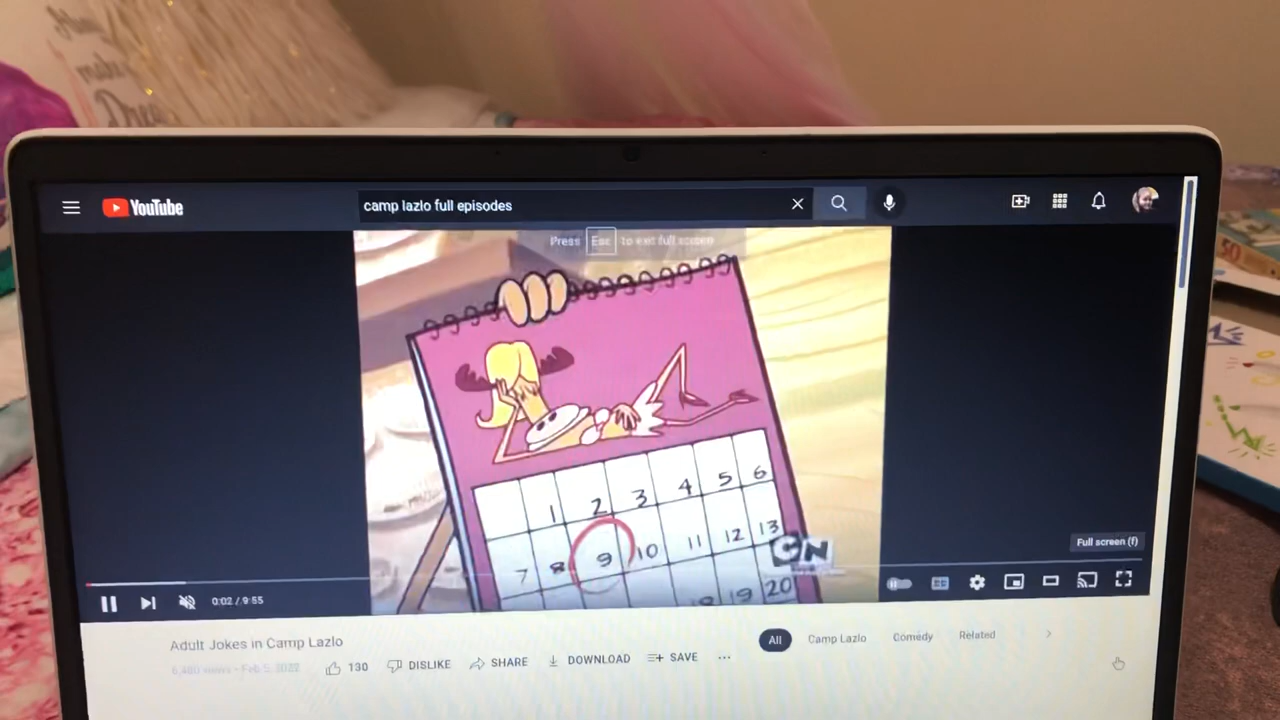 YouTube
camp lazlo full episodes
Press Esc to exit full screen
1 2 3 4 5 6
7 8 9 10 11 12 13
19 20
CN
Full screen (f)
0:02 / 9:55
Adult Jokes in Camp Lazlo
All Camp Lazlo Comedy Related
130 DISLIKE SHARE DOWNLOAD SAVE
50